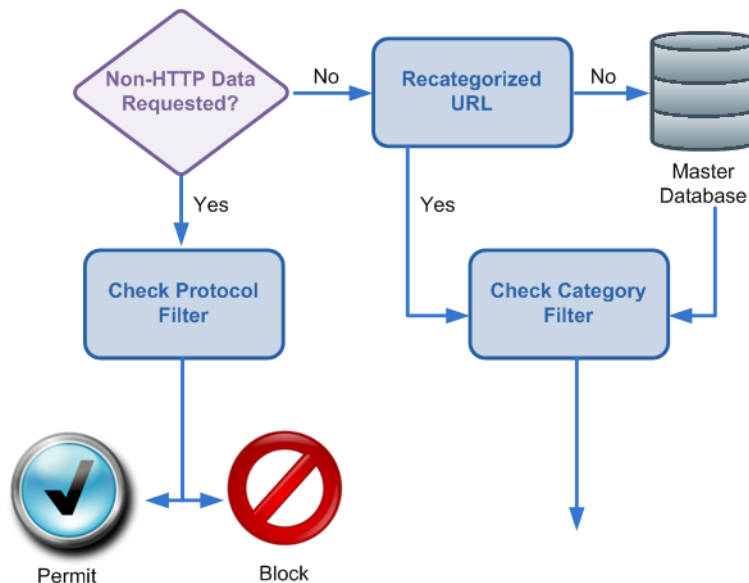 Non-HTTP Data
Requested?
No
Recategorized
URL
No
Master
Database
Yes
Yes
Check Protocol
Filter
Check Category
Filter
Permit
Block